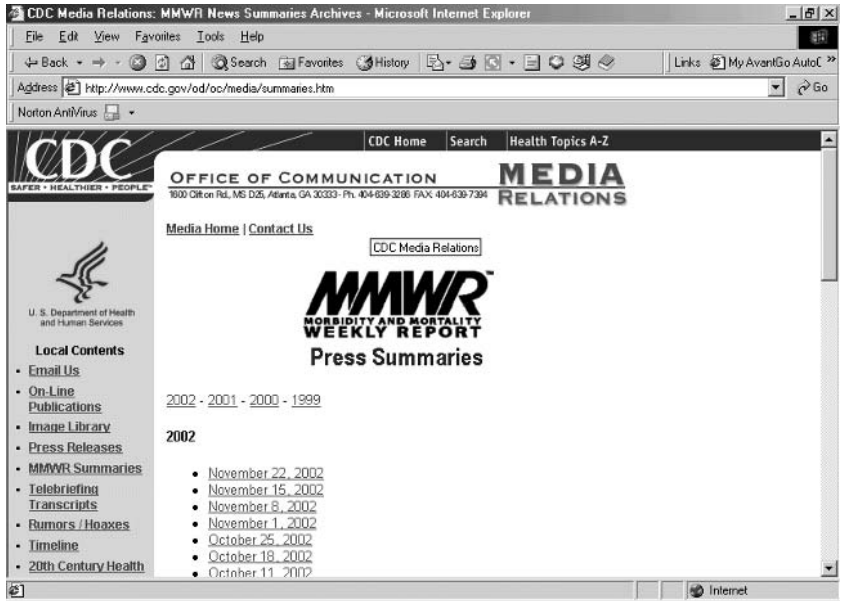 CDC Media Relations: MMWR News Summaries Archives - Microsoft Internet Explorer
File Edit View Favorites Tools Help
Back Search Favorites History Links My AvantGo AutoC »
Address http://www.cdc.gov/od/oc/media/summaries.htm Go
Norton AntiVirus
CDC Home Search Health Topics A-Z
CDC
SAFER • HEALTHIER • PEOPLE™
OFFICE OF COMMUNICATION
1600 Clifton Rd., MS D25, Atlanta, GA 30333 - Ph. 404-639-3286 FAX 404-639-7394
MEDIA
RELATIONS
Media Home | Contact Us
CDC Media Relations
MMWR™
MORBIDITY AND MORTALITY
WEEKLY REPORT
Press Summaries
U. S. Department of Health
and Human Services
Local Contents
• Email Us
• On-Line
Publications
• Image Library
• Press Releases
• MMWR Summaries
• Telebriefing
Transcripts
• Rumors / Hoaxes
• Timeline
• 20th Century Health
2002 - 2001 - 2000 - 1999
2002
• November 22, 2002
• November 15, 2002
• November 8, 2002
• November 1, 2002
• October 25, 2002
• October 18, 2002
• October 11, 2002
Internet